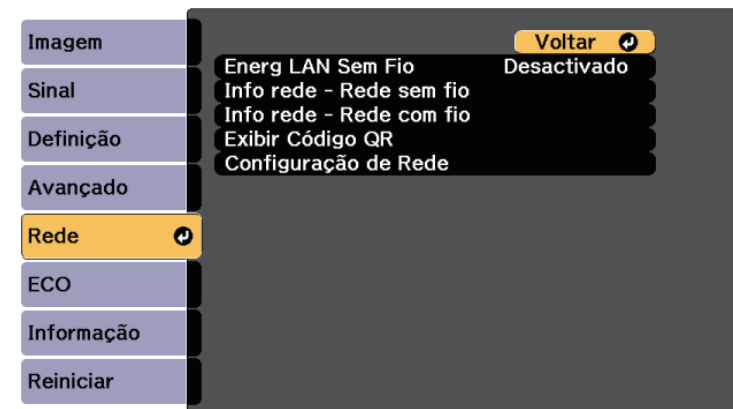 Imagem
Sinal
Definição
Avançado
Rede
ECO
Informação
Reiniciar
Voltar
Energ LAN Sem Fio Desactivado
Info rede - Rede sem fio
Info rede - Rede com fio
Exibir Código QR
Configuração de Rede